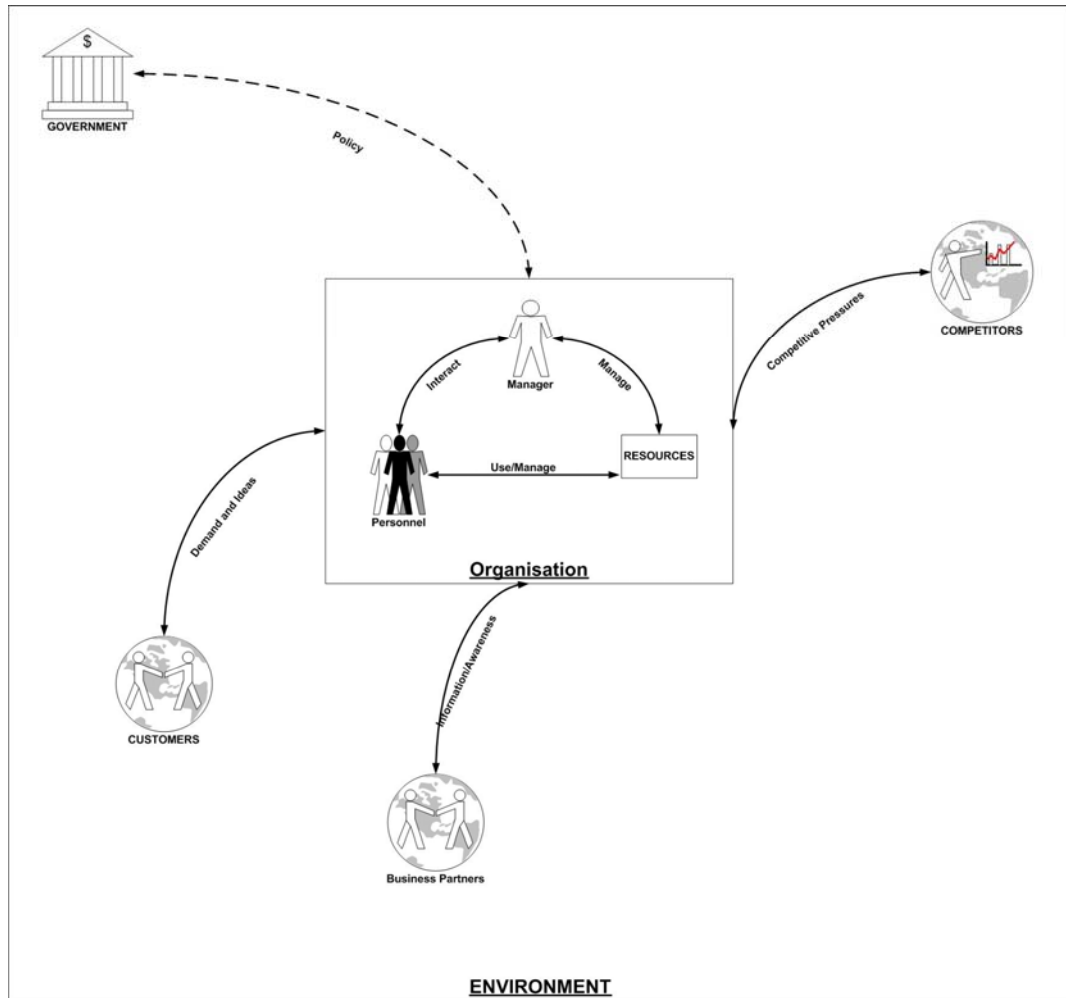 $
GOVERNMENT
Policy
COMPETITORS
Competitive Pressures
Manager
Interact
Manage
RESOURCES
Use/Manage
Personnel
Organisation
Demand and Ideas
CUSTOMERS
Information/Awareness
Business Partners
ENVIRONMENT